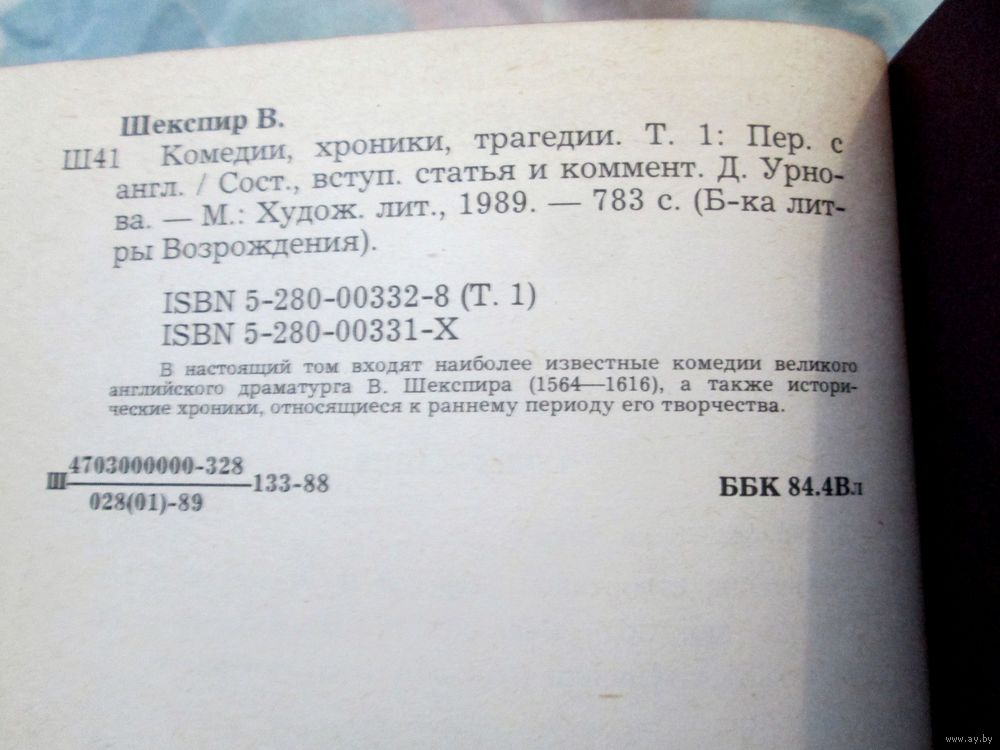 Шекспир В.
Ш41 Комедии, хроники, трагедии. Т. 1: Пер. с
англ. / Сост., вступ. статья и коммент. Д. Урно-
ва. — М.: Худож. лит., 1989. — 783 с. (Б-ка лит-
ры Возрождения).
ISBN 5-280-00332-8 (Т. 1)
ISBN 5-280-00331-X
В настоящий том входят наиболее известные комедии великого
английского драматурга В. Шекспира (1564—1616), а также истори-
ческие хроники, относящиеся к раннему периоду его творчества.
4703000000-328
Ш 133-88
028(01)-89
ББК 84.4Вл
www.ay.by